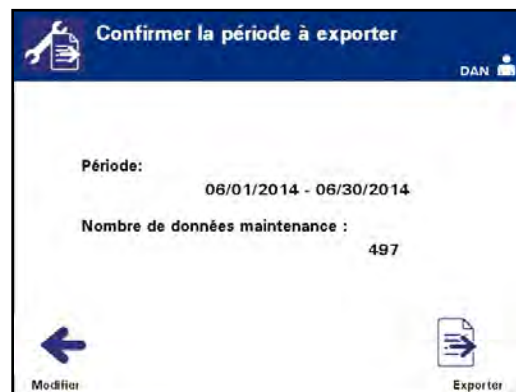 Confirmer la période à exporter
DAN
Période:
06/01/2014 - 06/30/2014
Nombre de données maintenance :
497
Modifier
Exporter